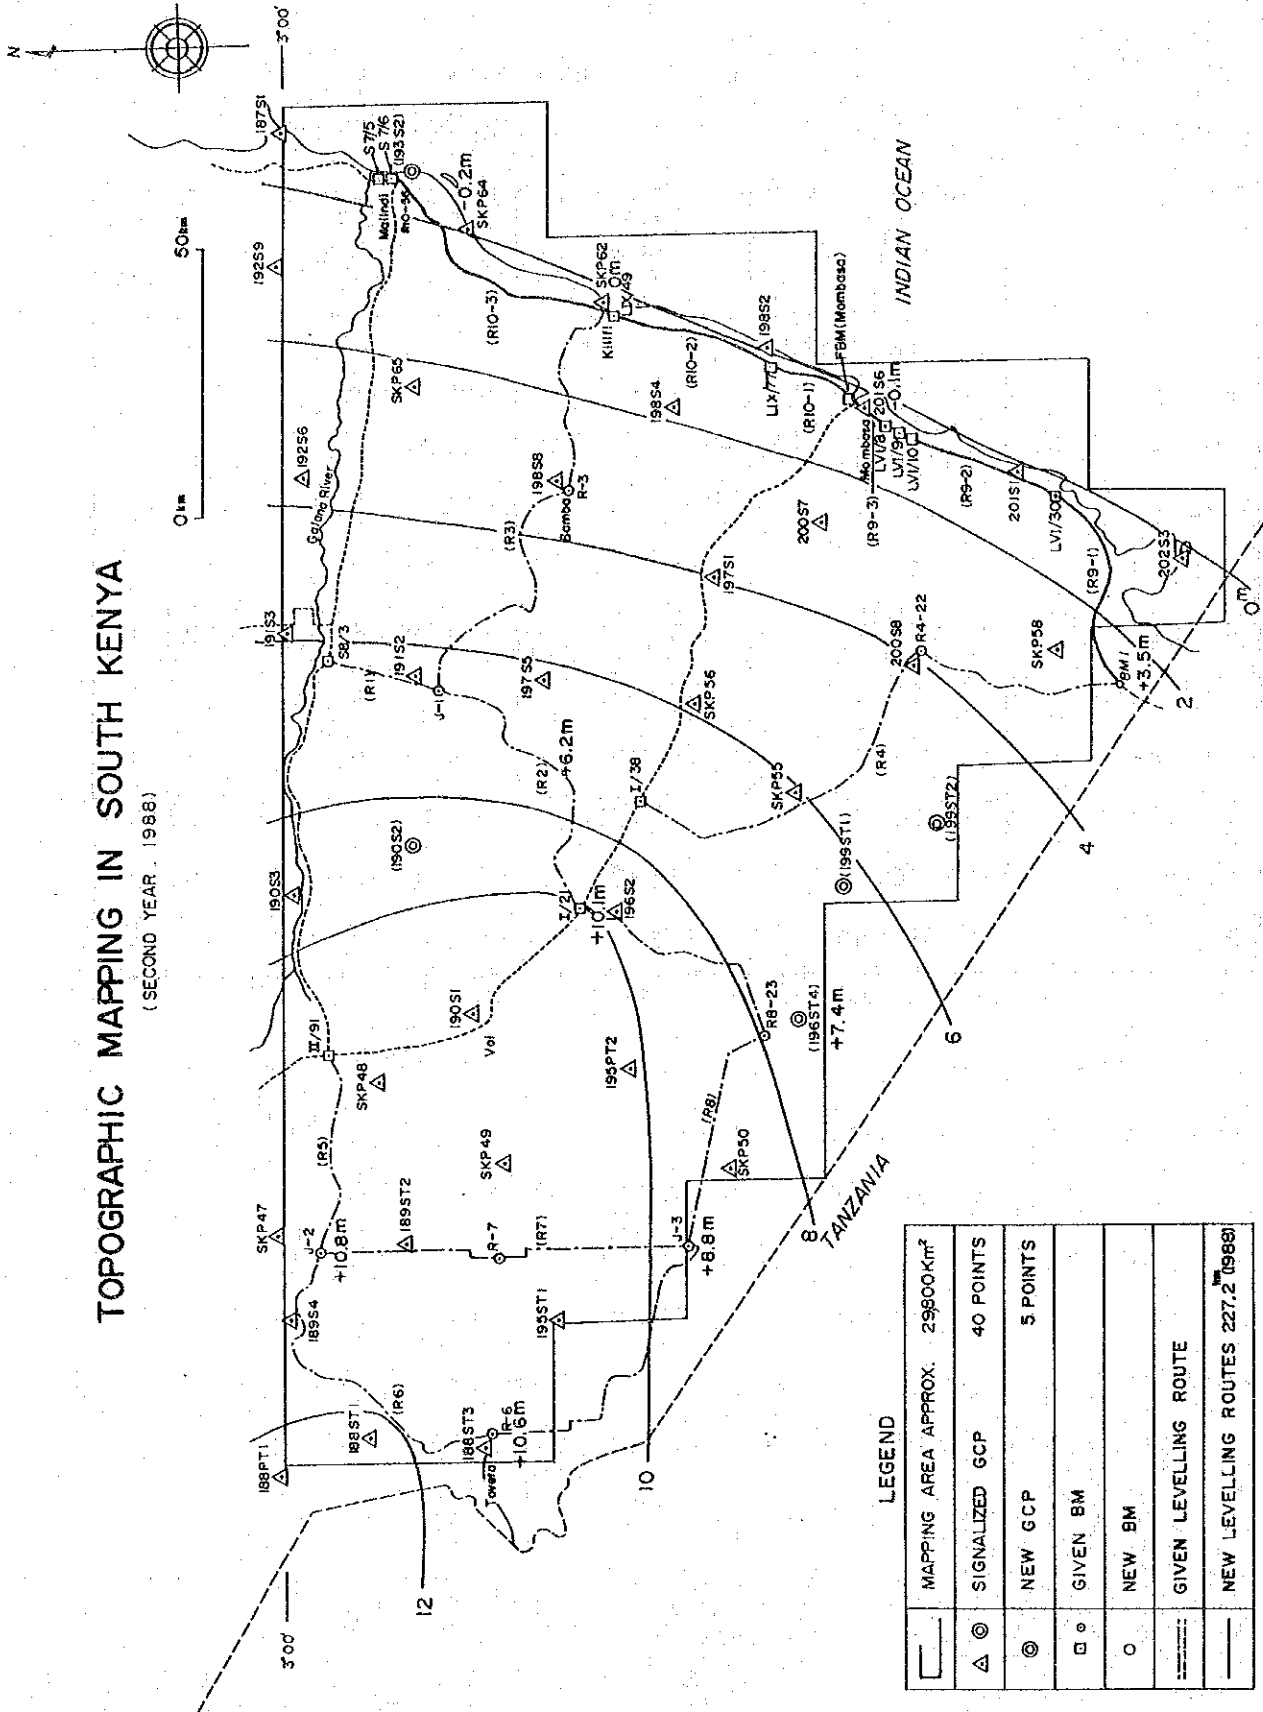 TOPOGRAPHIC MAPPING IN SOUTH KENYA
(SECOND YEAR . 1988)
N
0km
50km
3°00'
3°00'
188PT1
189S4
SKP47
190S3
191S3
192S6
192S9
187S1
188ST1
(R6)
J-2
+10.8m
(R5)
II/91
SKP48
189ST2
(190S2)
S8/3
(R1)
191S2
J-1
Galana River
SKP65
Malindi
S7/5
S7/6
(193S2)
-0.2m
SKP64
188ST3
Taveta
R-6
+10.6m
R-7
(R7)
SKP49
190S1
Voi
195ST1
I/21
+10.1m
196S2
(R2)
+6.2m
197S5
(R3)
198S8
Bamba
R-3
(R10-3)
Kilifi
SKP62
0m
LIX/49
12
10
J-3
+8.8m
(R8)
SKP50
195PT2
R8-23
(196ST4)
+7.4m
I/38
SKP56
SKP55
197S1
198S4
(R10-2)
198S2
LIX/77
(R10-1)
FBM(Mombasa)
INDIAN OCEAN
200S7
Mombasa
201S6
-0.1m
LVI/8
LVI/9
LVI/10
(R9-3)
(R4)
200S8
R4-22
(199ST1)
(199ST2)
SKP58
(R9-2)
201S1
LVI/30
(R9-1)
202S3
+3.5m
8
6
4
2
0m
TANZANIA
LEGEND
MAPPING AREA APPROX. 29,800Km²
SIGNALIZED GCP 40 POINTS
NEW GCP 5 POINTS
GIVEN BM
NEW BM
GIVEN LEVELLING ROUTE
NEW LEVELLING ROUTES 227.2km (1988)